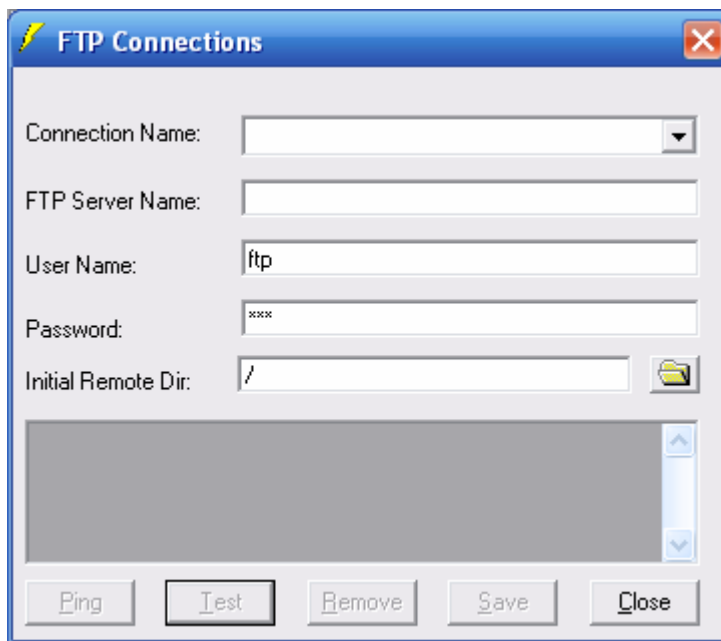 FTP Connections
Connection Name:
FTP Server Name:
User Name: ftp
Password: ***
Initial Remote Dir: /
Ping Test Remove Save Close